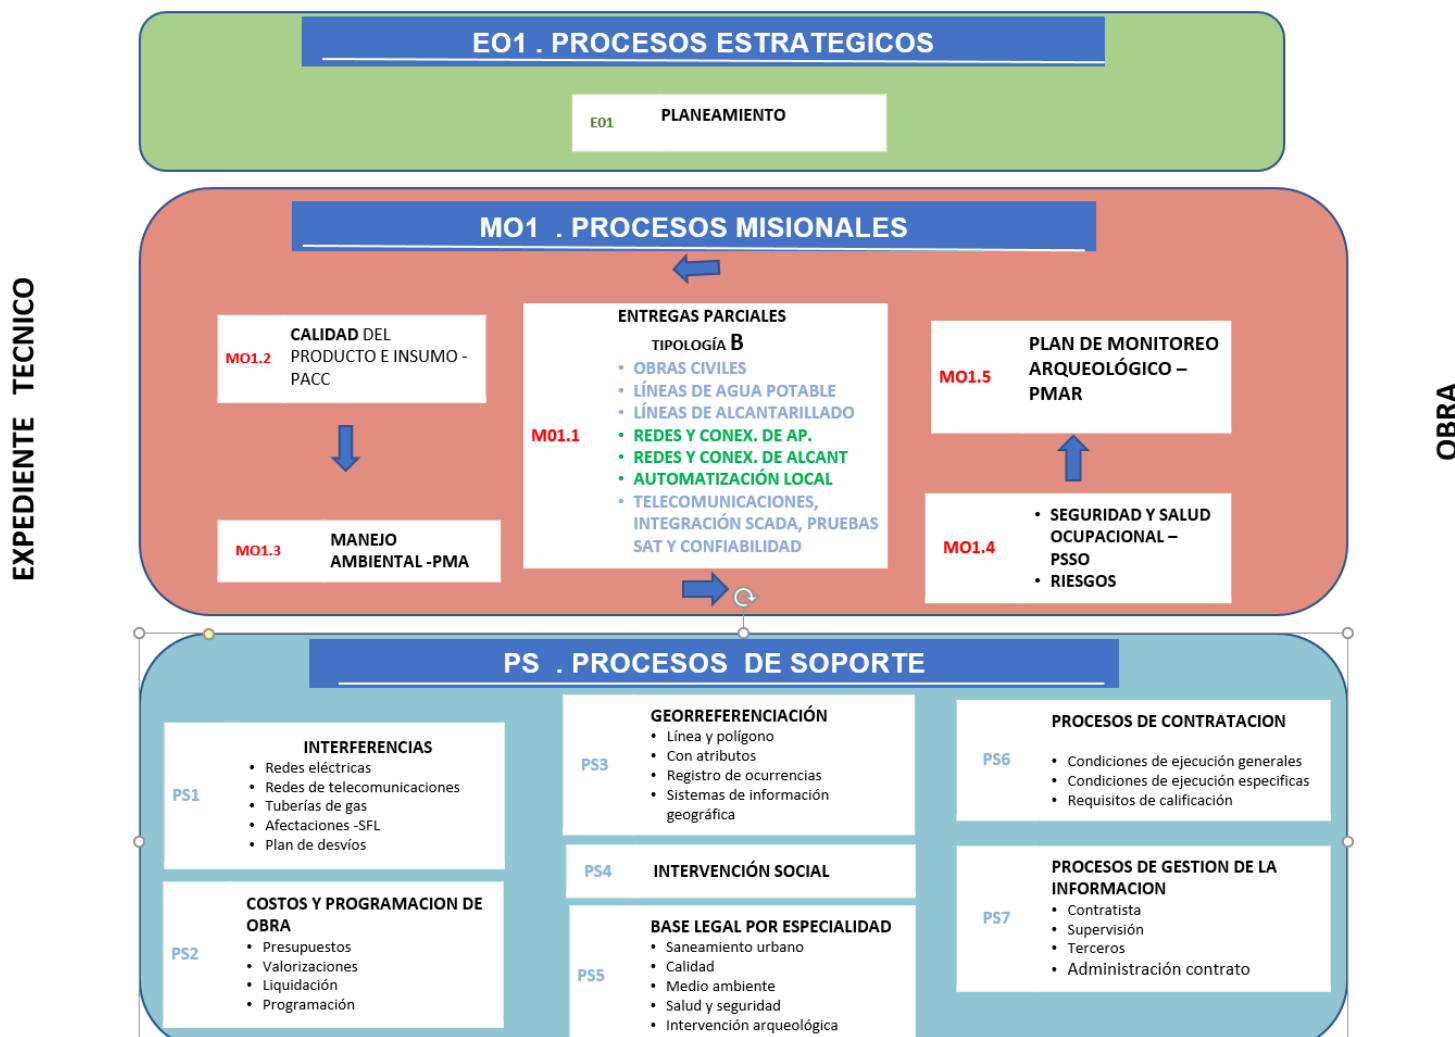 EO1 . PROCESOS ESTRATEGICOS
E01
PLANEAMIENTO
EXPEDIENTE TECNICO
MO1 . PROCESOS MISIONALES
MO1.2
CALIDAD DEL
PRODUCTO E INSUMO -
PACC
MO1.3
MANEJO
AMBIENTAL -PMA
M01.1
ENTREGAS PARCIALES
TIPOLOGÍA B
• OBRAS CIVILES
• LÍNEAS DE AGUA POTABLE
• LÍNEAS DE ALCANTARILLADO
• REDES Y CONEX. DE AP.
• REDES Y CONEX. DE ALCANT
• AUTOMATIZACIÓN LOCAL
• TELECOMUNICACIONES,
INTEGRACIÓN SCADA, PRUEBAS
SAT Y CONFIABILIDAD
MO1.5
PLAN DE MONITOREO
ARQUEOLÓGICO –
PMAR
MO1.4
• SEGURIDAD Y SALUD
OCUPACIONAL –
PSSO
• RIESGOS
OBRA
PS . PROCESOS DE SOPORTE
PS1
INTERFERENCIAS
• Redes eléctricas
• Redes de telecomunicaciones
• Tuberías de gas
• Afectaciones -SFL
• Plan de desvíos
PS2
COSTOS Y PROGRAMACION DE
OBRA
• Presupuestos
• Valorizaciones
• Liquidación
• Programación
PS3
GEORREFERENCIACIÓN
• Línea y polígono
• Con atributos
• Registro de ocurrencias
• Sistemas de información
geográfica
PS4
INTERVENCIÓN SOCIAL
PS5
BASE LEGAL POR ESPECIALIDAD
• Saneamiento urbano
• Calidad
• Medio ambiente
• Salud y seguridad
• Intervención arqueológica
PS6
PROCESOS DE CONTRATACION
• Condiciones de ejecución generales
• Condiciones de ejecución especificas
• Requisitos de calificación
PS7
PROCESOS DE GESTION DE LA
INFORMACION
• Contratista
• Supervisión
• Terceros
• Administración contrato